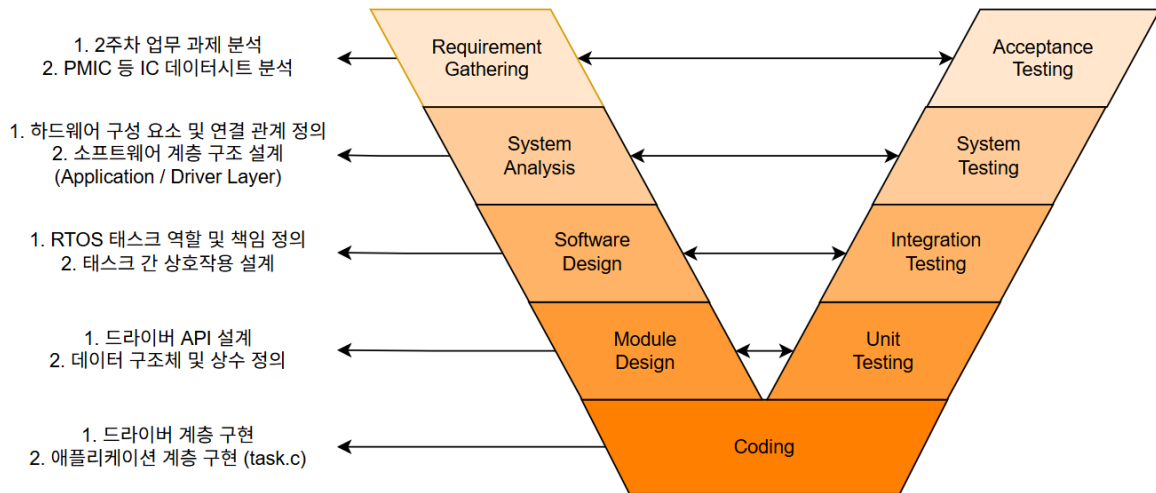 1. 2주차 업무 과제 분석
2. PMIC 등 IC 데이터시트 분석
Requirement
Gathering
Acceptance
Testing
1. 하드웨어 구성 요소 및 연결 관계 정의
2. 소프트웨어 계층 구조 설계
(Application / Driver Layer)
System
Analysis
System
Testing
1. RTOS 태스크 역할 및 책임 정의
2. 태스크 간 상호작용 설계
Software
Design
Integration
Testing
1. 드라이버 API 설계
2. 데이터 구조체 및 상수 정의
Module
Design
Unit
Testing
1. 드라이버 계층 구현
2. 애플리케이션 계층 구현 (task.c)
Coding